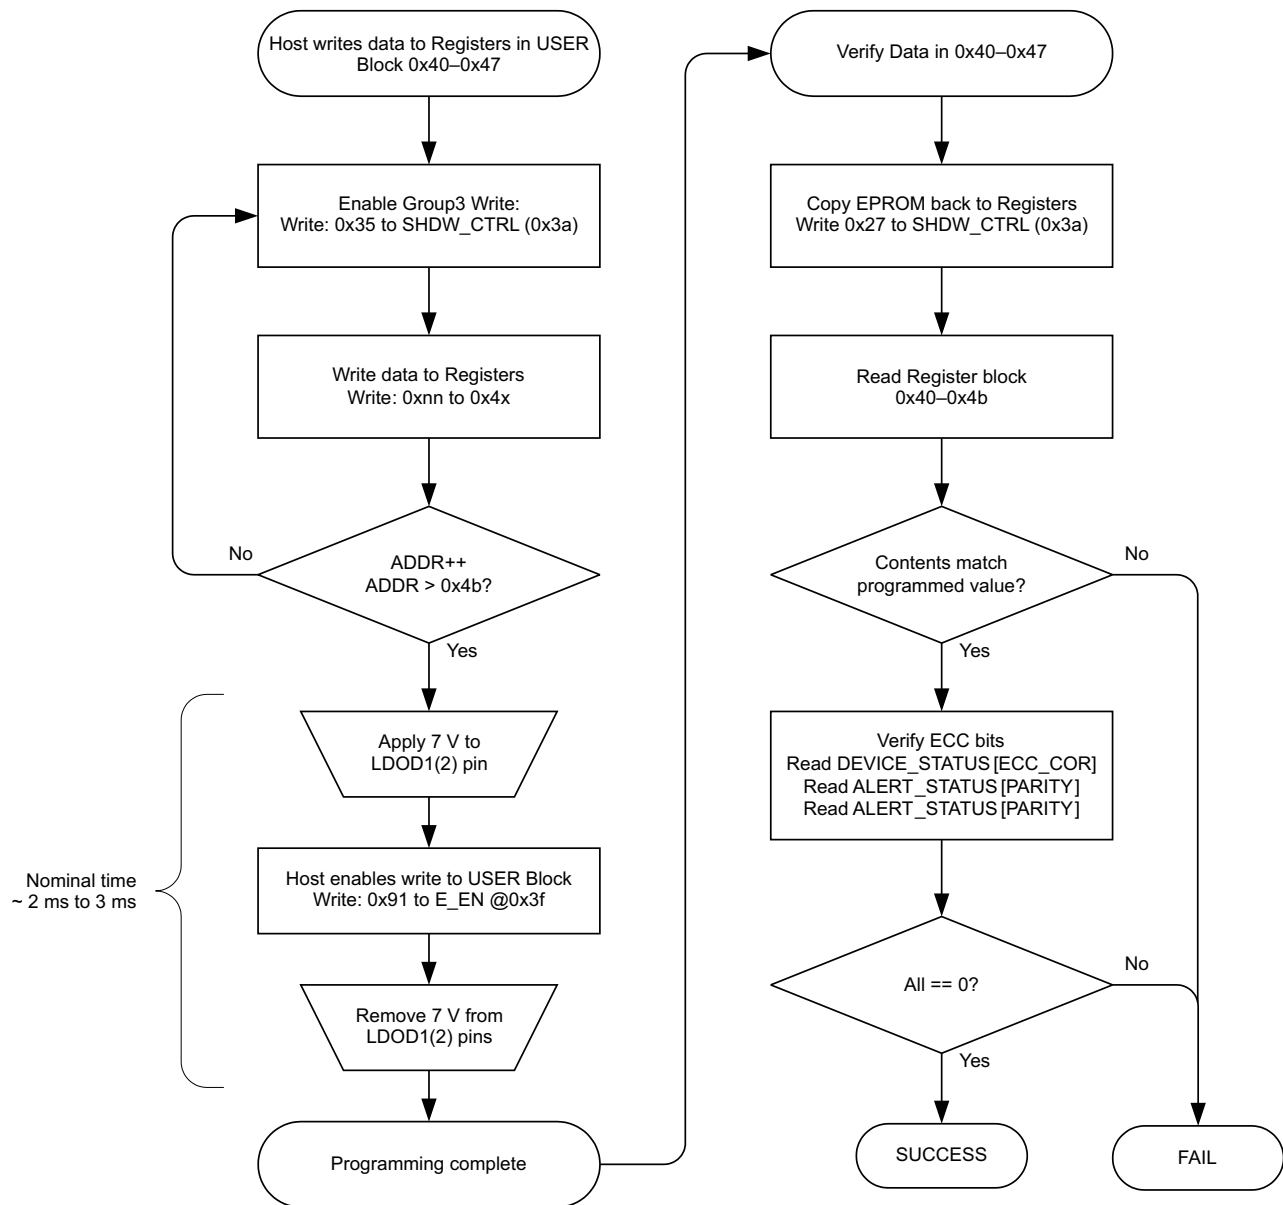 Host writes data to Registers in USER
Block 0x40–0x47
Enable Group3 Write:
Write: 0x35 to SHDW_CTRL (0x3a)
Write data to Registers
Write: 0xnn to 0x4x
No
ADDR++
ADDR > 0x4b?
Yes
Apply 7 V to
LDOD1(2) pin
Nominal time
~ 2 ms to 3 ms
Host enables write to USER Block
Write: 0x91 to E_EN @0x3f
Remove 7 V from
LDOD1(2) pins
Programming complete
Verify Data in 0x40–0x47
Copy EPROM back to Registers
Write 0x27 to SHDW_CTRL (0x3a)
Read Register block
0x40–0x4b
Contents match
programmed value?
No
Yes
Verify ECC bits
Read DEVICE_STATUS [ECC_COR]
Read ALERT_STATUS [PARITY]
Read ALERT_STATUS [PARITY]
All == 0?
No
Yes
SUCCESS
FAIL